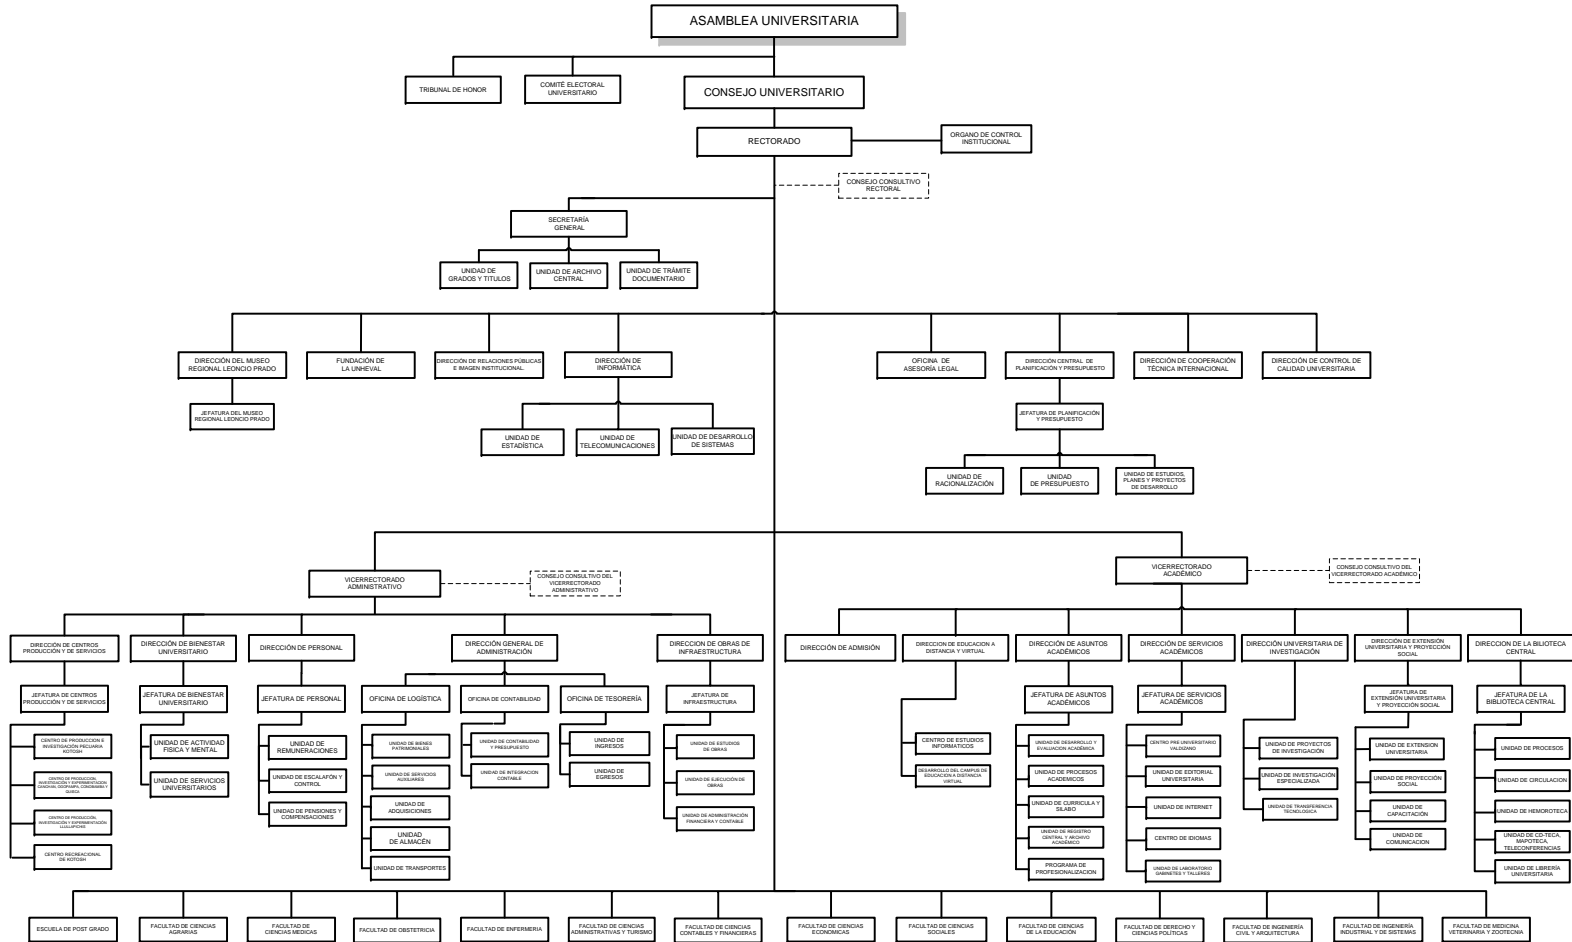 ASAMBLEA UNIVERSITARIA
TRIBUNAL DE HONOR
COMITÉ ELECTORAL
UNIVERSITARIO
CONSEJO UNIVERSITARIO
RECTORADO
ORGANO DE CONTROL
INSTITUCIONAL
CONSEJO CONSULTIVO
RECTORAL
SECRETARÍA
GENERAL
UNIDAD DE
GRADOS Y TITULOS
UNIDAD DE ARCHIVO
CENTRAL
UNIDAD DE TRÁMITE
DOCUMENTARIO
DIRECCIÓN DEL MUSEO
REGIONAL LEONCIO PRADO
FUNDACIÓN DE
LA UNHEVAL
DIRECCIÓN DE RELACIONES PÚBLICAS
E IMAGEN INSTITUCIONAL.
DIRECCIÓN DE
INFORMÁTICA
OFICINA DE
ASESORÍA LEGAL
DIRECCIÓN CENTRAL DE
PLANIFICACIÓN Y PRESUPUESTO
DIRECCIÓN DE COOPERACIÓN
TÉCNICA INTERNACIONAL
DIRECCIÓN DE CONTROL DE
CALIDAD UNIVERSITARIA
JEFATURA DEL MUSEO
REGIONAL LEONCIO PRADO
JEFATURA DE PLANIFICACIÓN
Y PRESUPUESTO
UNIDAD DE
ESTADÍSTICA
UNIDAD DE
TELECOMUNICACIONES
UNIDAD DE DESARROLLO
DE SISTEMAS
UNIDAD DE
RACIONALIZACIÓN
UNIDAD
DE PRESUPUESTO
UNIDAD DE ESTUDIOS,
PLANES Y PROYECTOS
DE DESARROLLO
VICERRECTORADO
ADMINISTRATIVO
CONSEJO CONSULTIVO DEL
VICERRECTORADO
ADMINISTRATIVO
VICERRECTORADO
ACADÉMICO
CONSEJO CONSULTIVO DEL
VICERRECTORADO ACADÉMICO
DIRECCIÓN DE CENTROS
PRODUCCIÓN Y DE SERVICIOS
DIRECCIÓN DE BIENESTAR
UNIVERSITARIO
DIRECCIÓN DE PERSONAL
DIRECCIÓN GENERAL DE
ADMINISTRACIÓN
DIRECCION DE OBRAS DE
INFRAESTRUCTURA
DIRECCIÓN DE ADMISIÓN
DIRECCION DE EDUCACION A
DISTANCIA Y VIRTUAL
DIRECCIÓN DE ASUNTOS
ACADÉMICOS
DIRECCIÓN DE SERVICIOS
ACADÉMICOS
DIRECCIÓN UNIVERSITARIA DE
INVESTIGACIÓN
DIRECCIÓN DE EXTENSIÓN
UNIVERSITARIA Y PROYECCIÓN
SOCIAL
DIRECCION DE LA BILIOTECA
CENTRAL
JEFATURA DE CENTROS
PRODUCCIÓN Y DE SERVICIOS
JEFATURA DE BIENESTAR
UNIVERSITARIO
JEFATURA DE PERSONAL
OFICINA DE LOGÍSTICA
OFICINA DE CONTABILIDAD
OFICINA DE TESORERÍA
JEFATURA DE
INFRAESTRUCTURA
JEFATURA DE ASUNTOS
ACADÉMICOS
JEFATURA DE SERVICIOS
ACADÉMICOS
JEFATURA DE
EXTENSIÓN UNIVERSITARIA
Y PROYECCIÓN SOCIAL
JEFATURA DE LA
BIBLIOTECA CENTRAL
CENTRO DE PRODUCCION E
INVESTIGACIÓN PECUARIA
KOTOSH
CENTRO DE PRODUCCION,
INVESTIGACIÓN Y EXPERIMENTACIÓN
CENTRO DE PRODUCCIÓN,
INVESTIGACIÓN Y EXPERIMENTACIÓN
CENTRO RECREACIONAL
DE KOTOSH
UNIDAD DE ACTIVIDAD
FISICA Y MENTAL
UNIDAD DE SERVICIOS
UNIVERSITARIOS
UNIDAD DE
REMUNERACIONES
UNIDAD DE ESCALAFÓN Y
CONTROL
UNIDAD DE PENSIONES Y
COMPENSACIONES
UNIDAD DE BIENES
PATRIMONIALES
UNIDAD DE SERVICIOS
AUXILIARES
UNIDAD DE
ADQUISICIONES
UNIDAD
DE ALMACÉN
UNIDAD DE TRANSPORTES
UNIDAD DE CONTABILIDAD
Y PRESUPUESTO
UNIDAD DE INTEGRACION
CONTABLE
UNIDAD DE
INGRESOS
UNIDAD DE
EGRESOS
UNIDAD DE ESTUDIOS
DE OBRAS
UNIDAD DE EJECUCION DE
OBRAS
UNIDAD DE ADMINISTRACIÓN
FINANCIERA Y CONTABLE
CENTRO DE ESTUDIOS
INFORMATICOS
DESARROLLO DEL CAMPUS DE
EDUCACION A DISTANCIA
VIRTUAL
UNIDAD DE DESARROLLO Y
EVALUACION ACADÉMICA
UNIDAD DE PROCESOS
ACADEMICOS
UNIDAD DE CURRICULA Y
SILABO
UNIDAD DE REGISTRO
CENTRAL Y ARCHIVO
ACADÉMICO
PROGRAMA DE
PROFESIONALIZACION
CENTRO PRE UNIVERSITARIO
VALDIZANO
UNIDAD DE EDITORIAL
UNIVERSITARIA
UNIDAD DE INTERNET
CENTRO DE IDIOMAS
UNIDAD DE LABORATORIO
GABINETES Y TALLERES
UNIDAD DE PROYECTOS
DE INVESTIGACIÓN
UNIDAD DE INVESTIGACIÓN
ESPECIALIZADA
UNIDAD DE TRANSFERENCIA
TECNOLOGICA
UNIDAD DE EXTENSION
UNIVERSITARIA
UNIDAD DE PROYECCIÓN
SOCIAL
UNIDAD DE
CAPACITACIÓN
UNIDAD DE
COMUNICACION
UNIDAD DE PROCESOS
UNIDAD DE CIRCULACION
UNIDAD DE HEMOROTECA
UNIDAD DE CD-TECA,
MAPOTECA,
TELECONFERENCIAS
UNIDAD DE LIBRERÍA
UNIVERSITARIA
ESCUELA DE POST GRADO
FACULTAD DE CIENCIAS
AGRARIAS
FACULTAD DE
CIENCIAS MEDICAS
FACULTAD DE OBSTETRICIA
FACULTAD DE ENFERMERIA
FACULTAD DE CIENCIAS
ADMINISTRATIVAS Y TURISMO
FACULTAD DE CIENCIAS
CONTABLES Y FINANCIERAS
FACULTAD DE CIENCIAS
ECONOMICAS
FACULTAD DE CIENCIAS
SOCIALES
FACULTAD DE CIENCIAS
DE LA EDUCACIÓN
FACULTAD DE DERECHO Y
CIENCIAS POLÍTICAS
FACULTAD DE INGENIERÍA
CIVIL Y ARQUITECTURA
FACULTAD DE INGENIERÍA
INDUSTRIAL Y DE SISTEMAS
FACULTAD DE MEDICINA
VETERINARIA Y ZOOTECNIA